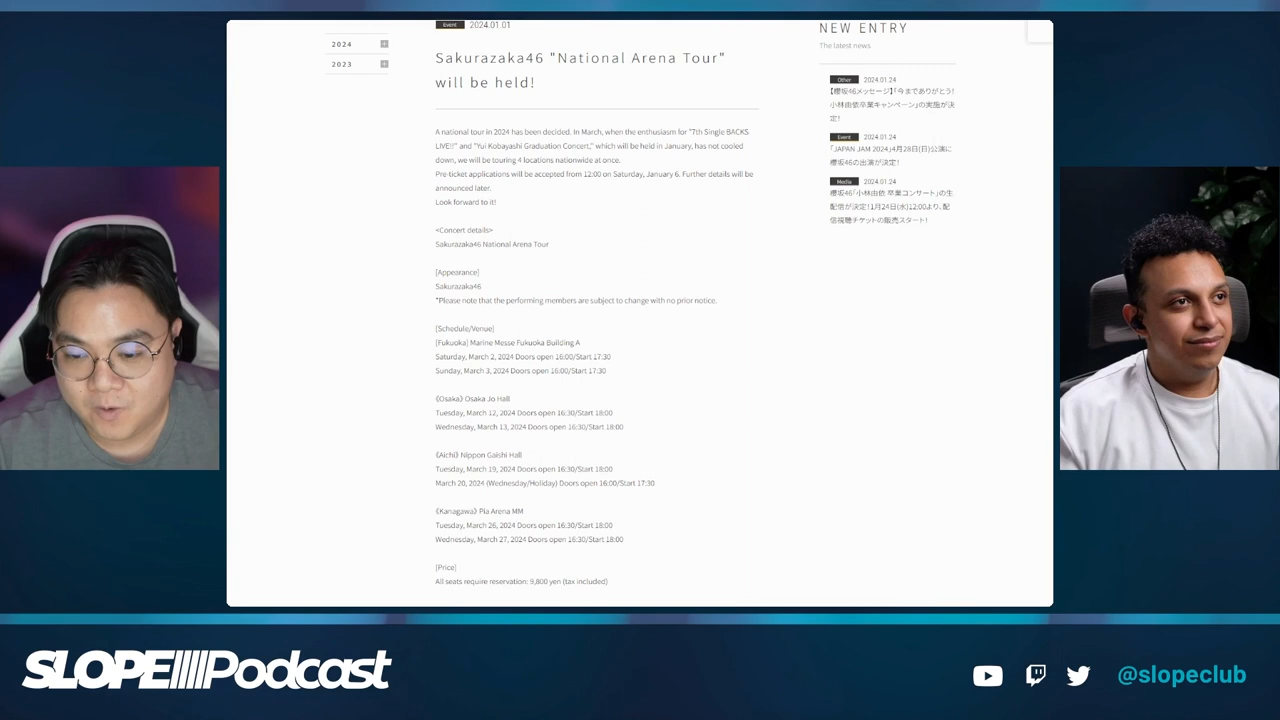 2024
2023
Event 2024.01.01
Sakurazaka46 "National Arena Tour"
will be held!
A national tour in 2024 has been decided. In March, when the enthusiasm for "7th Single BACKS
LIVE!!" and "Yui Kobayashi Graduation Concert," which will be held in January, has not cooled
down, we will be touring 4 locations nationwide at once.
Pre-ticket applications will be accepted from 12:00 on Saturday, January 6. Further details will be
announced later.
Look forward to it!
<Concert details>
Sakurazaka46 National Arena Tour
[Appearance]
Sakurazaka46
*Please note that the performing members are subject to change with no prior notice.
[Schedule/Venue]
[Fukuoka] Marine Messe Fukuoka Building A
Saturday, March 2, 2024 Doors open 16:00/Start 17:30
Sunday, March 3, 2024 Doors open 16:00/Start 17:30
《Osaka》 Osaka Jo Hall
Tuesday, March 12, 2024 Doors open 16:30/Start 18:00
Wednesday, March 13, 2024 Doors open 16:30/Start 18:00
《Aichi》 Nippon Gaishi Hall
Tuesday, March 19, 2024 Doors open 16:30/Start 18:00
March 20, 2024 (Wednesday/Holiday) Doors open 16:00/Start 17:30
《Kanagawa》 Pia Arena MM
Tuesday, March 26, 2024 Doors open 16:30/Start 18:00
Wednesday, March 27, 2024 Doors open 16:30/Start 18:00
[Price]
All seats require reservation: 9,800 yen (tax included)
NEW ENTRY
The latest news
Other 2024.01.24
【櫻坂46メッセージ】「今までありがとう!
小林由依卒業キャンペーン」の実施が決
定!
Event 2024.01.24
「JAPAN JAM 2024」4月28日(日)公演に
櫻坂46の出演が決定!
Media 2024.01.24
櫻坂46「小林由依 卒業コンサート」の生
配信が決定!1月24日(水)12:00より、配
信視聴チケットの販売スタート!
SLOPE Podcast
@slopeclub